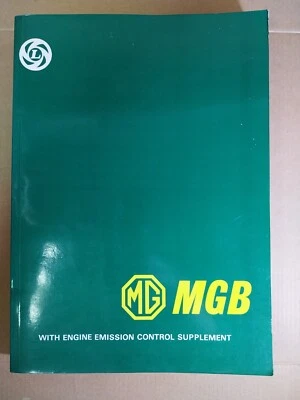 L
MG MGB
WITH ENGINE EMISSION CONTROL SUPPLEMENT